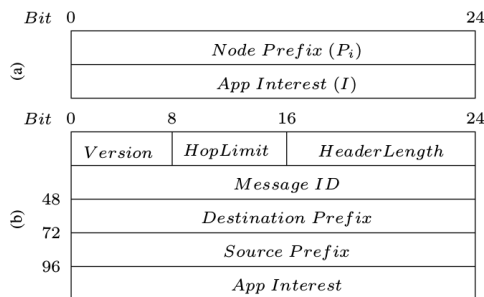 Bit 0 24
(a)
Node Prefix (P_i)
App Interest (I)
Bit 0 8 16 24
Version HopLimit HeaderLength
Message ID
48
(b)
Destination Prefix
72
Source Prefix
96
App Interest